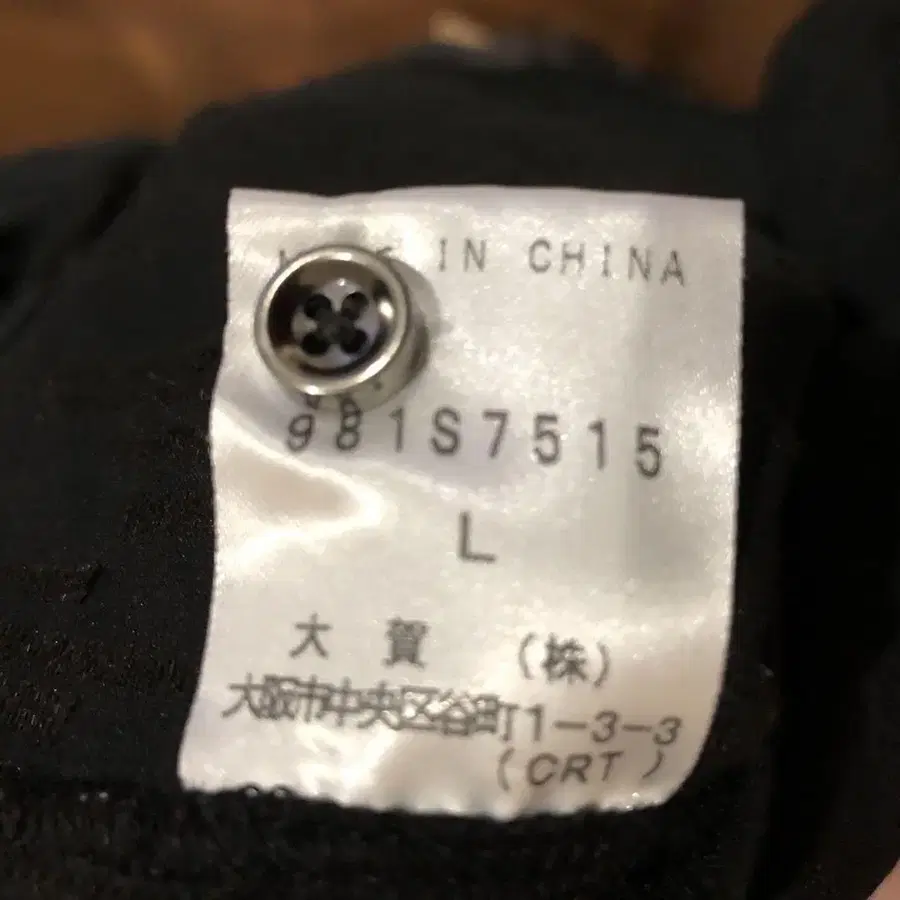 IN CHINA
981S7515
L
大賀 (株)
大阪市中央区谷町1-3-3
(CRT)